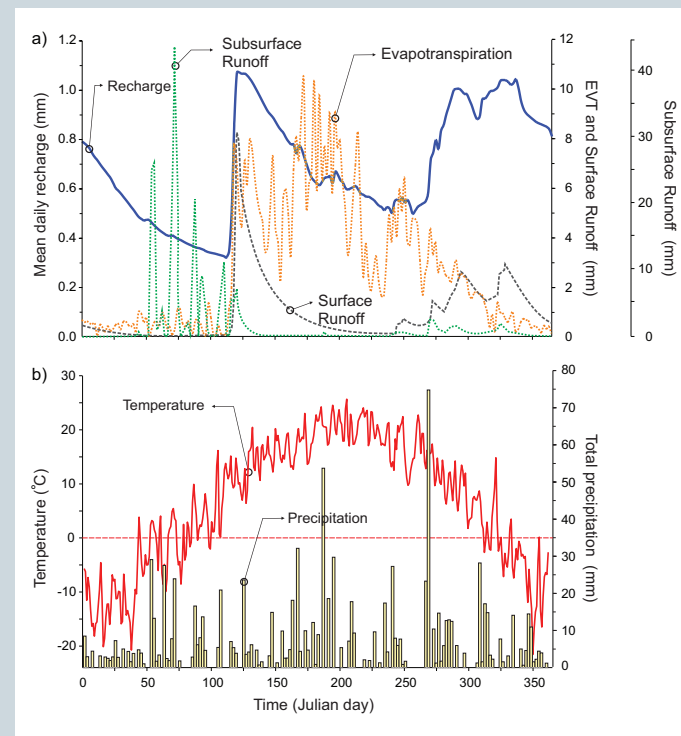 a)
1.2
1.0
0.8
0.6
0.4
0.2
0.0
Mean daily recharge (mm)
Recharge
Subsurface
Runoff
Evapotranspiration
Surface
Runoff
12
10
8
6
4
2
0
EVT and Surface Runoff
(mm)
40
30
20
10
0
Subsurface Runoff
(mm)
b)
30
20
10
0
-10
-20
Temperature (°C)
Temperature
Precipitation
80
70
60
50
40
30
20
10
0
Total precipitation
(mm)
0
50
100
150
200
250
300
350
Time (Julian day)